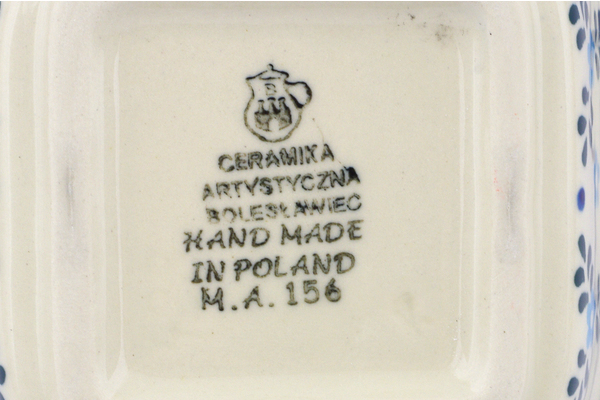 B
CERAMIKA
ARTYSTYCZNA
BOLESŁAWIEC
HAND MADE
IN POLAND
M.A. 156